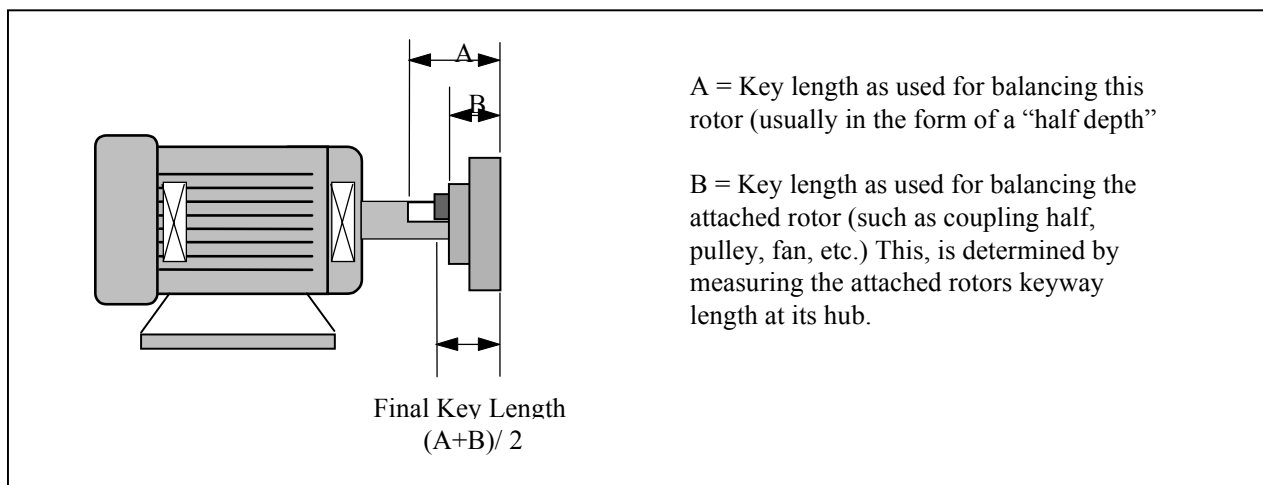 A
B
Final Key Length
(A+B)/ 2
A = Key length as used for balancing this
rotor (usually in the form of a “half depth”
B = Key length as used for balancing the
attached rotor (such as coupling half,
pulley, fan, etc.) This, is determined by
measuring the attached rotors keyway
length at its hub.